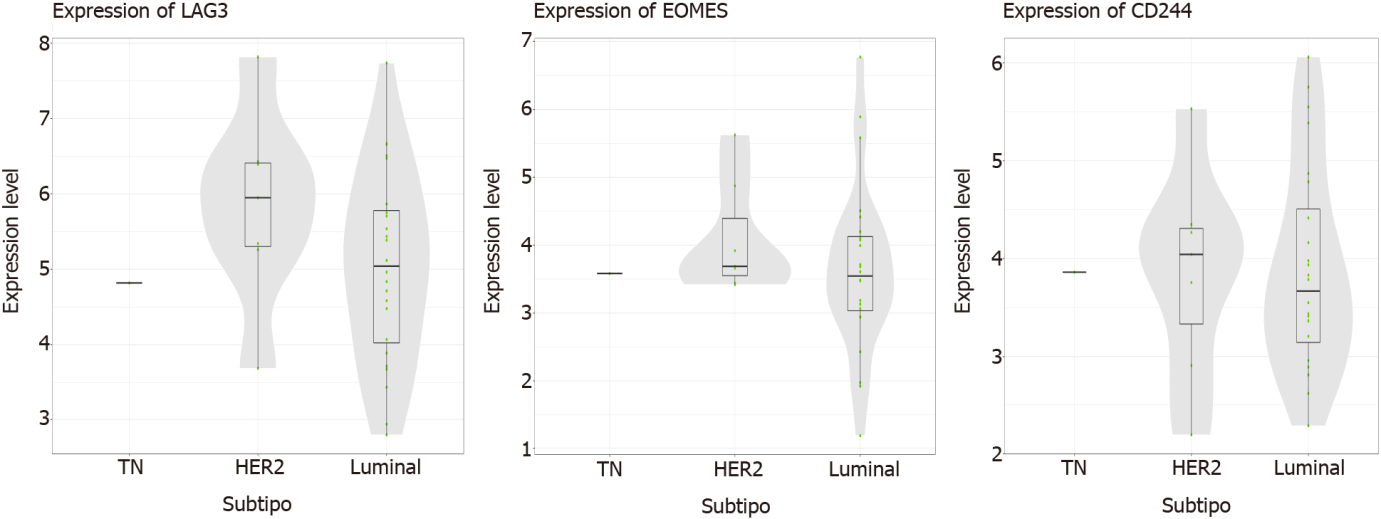 Expression of LAG3
Expression level
8
7
6
5
4
3
TN HER2 Luminal
Subtipo
Expression of EOMES
Expression level
7
6
5
4
3
2
1
TN HER2 Luminal
Subtipo
Expression of CD244
Expression level
6
5
4
3
2
TN HER2 Luminal
Subtipo